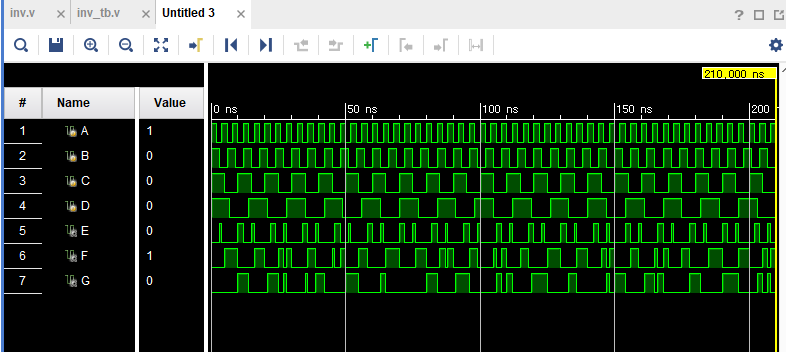 inv.v × inv_tb.v × Untitled 3 ×
?
210,000 ns
# Name Value
0 ns 50 ns 100 ns 150 ns 200
1 A 1
2 B 0
3 C 0
4 D 0
5 E 0
6 F 1
7 G 0